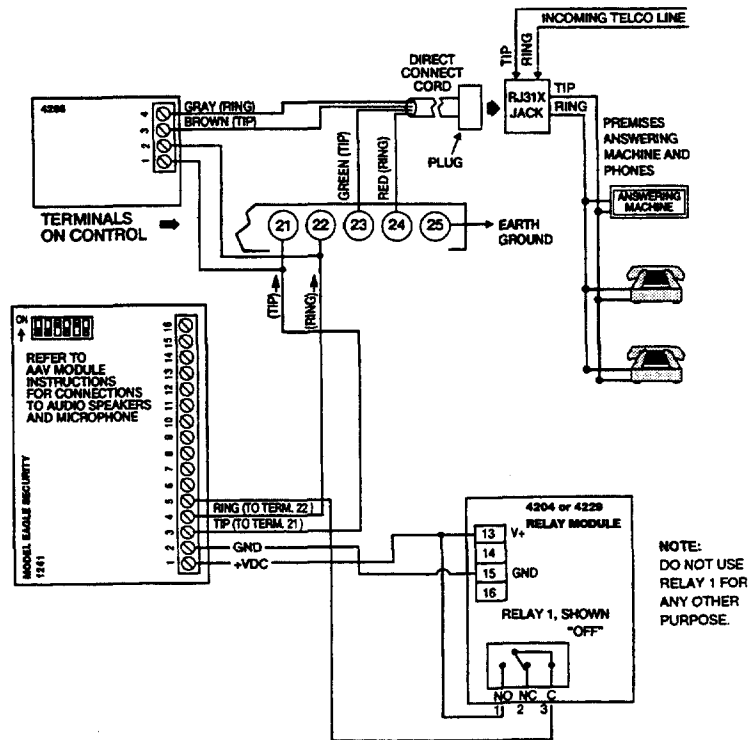 INCOMING TELCO LINE
TIP
RING
DIRECT
CONNECT
CORD
RJ31X
JACK
TIP
RING
PLUG
PREMISES
ANSWERING
MACHINE AND
PHONES
ANSWERING
MACHINE
4286
4
3
2
1
GRAY (RING)
BROWN (TIP)
GREEN (TIP)
RED (RING)
TERMINALS
ON CONTROL
21
22
23
24
25
EARTH
GROUND
(TIP)
(RING)
ON
REFER TO
AAV MODULE
INSTRUCTIONS
FOR CONNECTIONS
TO AUDIO SPEAKERS
AND MICROPHONE
MODEL EAGLE SECURITY
1241
16
15
14
13
12
11
10
9
8
7
6
5
4
3
2
1
RING (TO TERM. 22)
TIP (TO TERM. 21)
GND
+VDC
4204 or 4229
RELAY MODULE
13 V+
14
15 GND
16
RELAY 1, SHOWN
"OFF"
NO NC C
1 2 3
NOTE:
DO NOT USE
RELAY 1 FOR
ANY OTHER
PURPOSE.